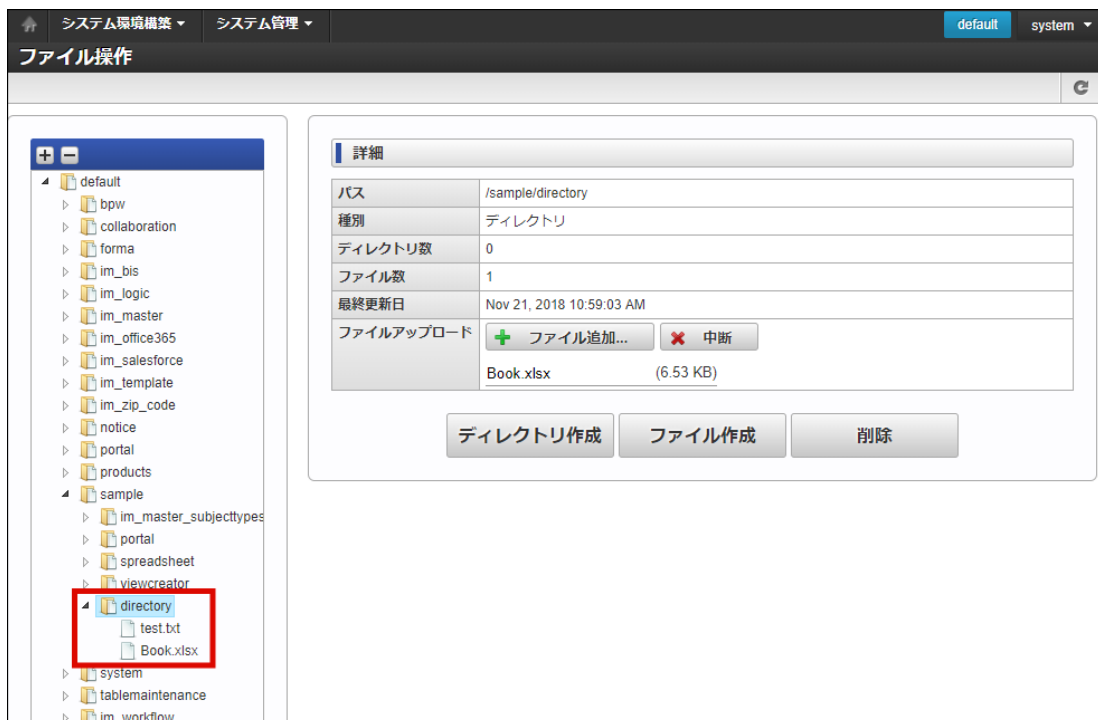 システム環境構築 システム管理 default system
ファイル操作
default
bpw
collaboration
forma
im_bis
im_logic
im_master
im_office365
im_salesforce
im_template
im_zip_code
notice
portal
products
sample
im_master_subjecttypes
portal
spreadsheet
viewcreator
directory
test.txt
Book.xlsx
system
tablemaintenance
im_workflow
詳細
パス /sample/directory
種別 ディレクトリ
ディレクトリ数 0
ファイル数 1
最終更新日 Nov 21, 2018 10:59:03 AM
ファイルアップロード ファイル追加... 中断
Book.xlsx (6.53 KB)
ディレクトリ作成 ファイル作成 削除